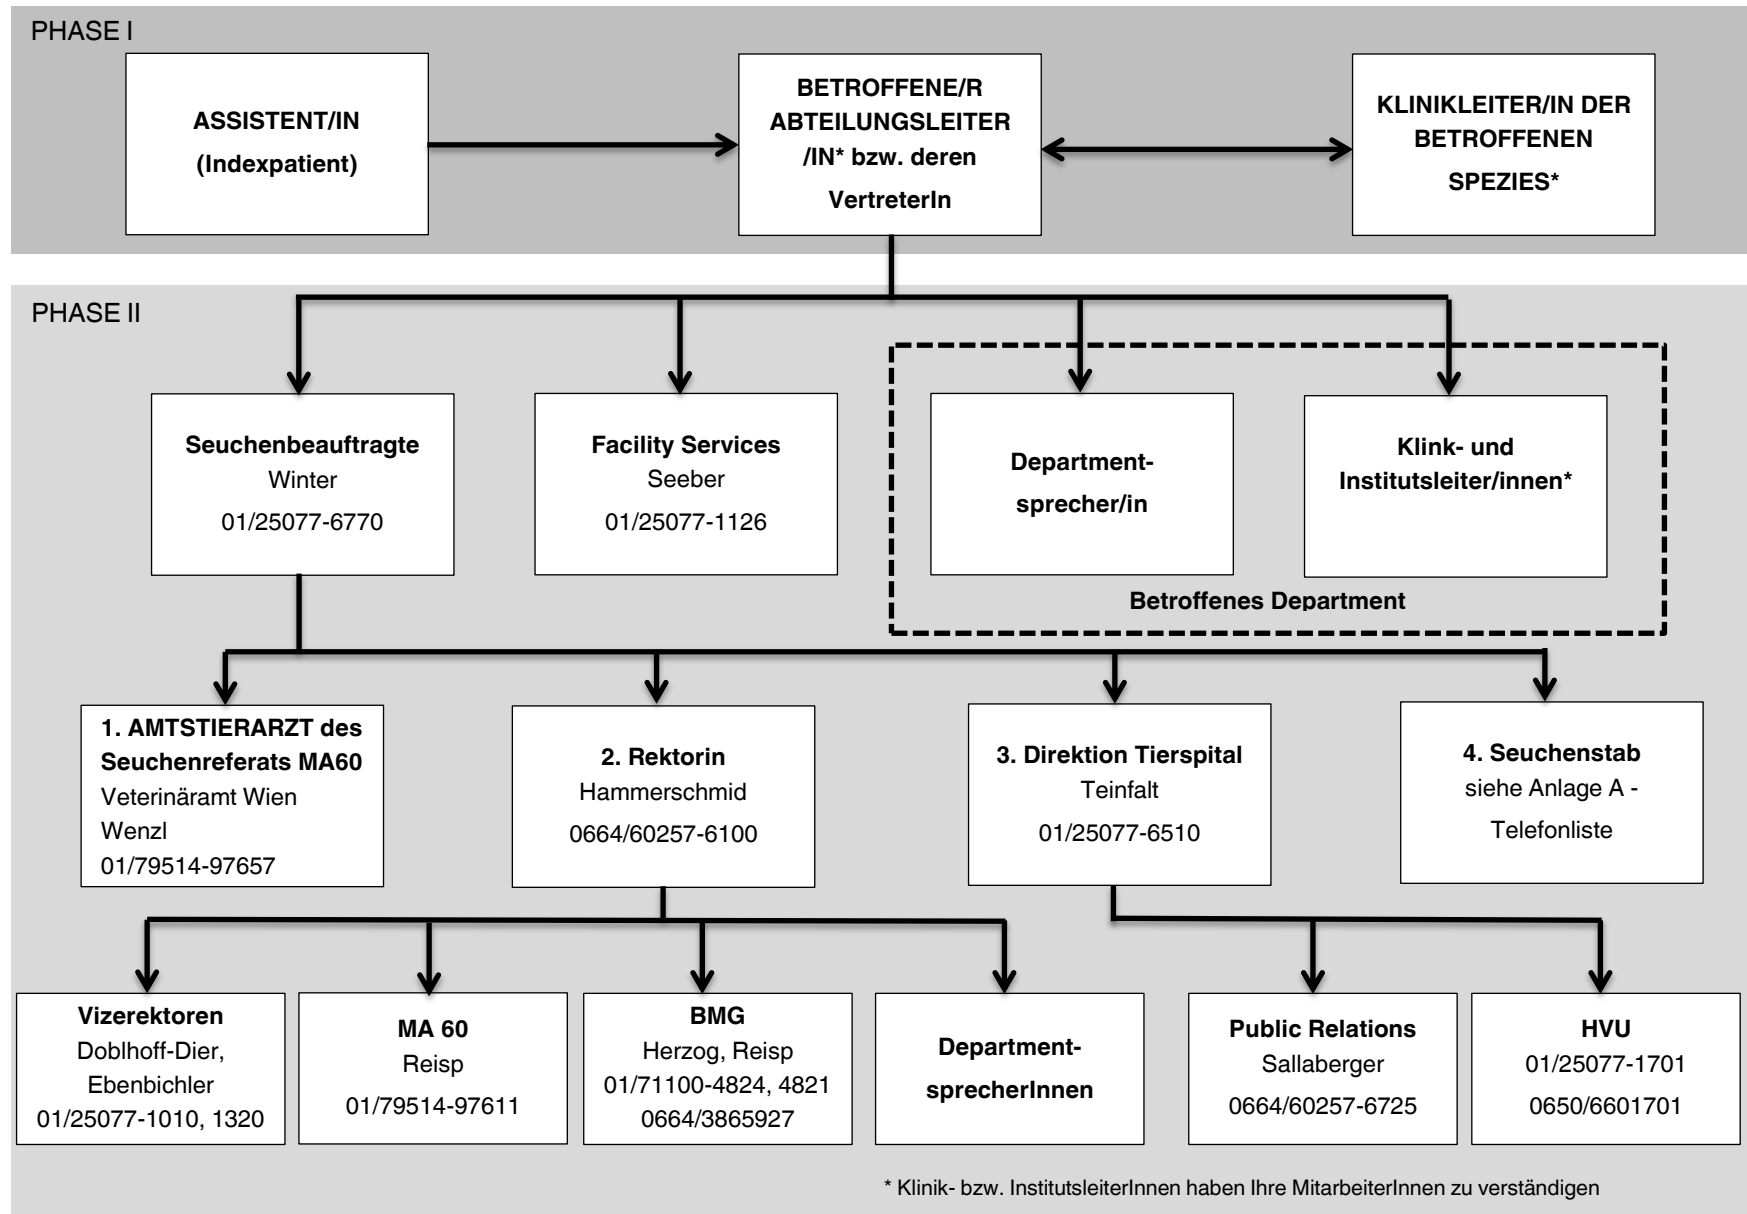 PHASE I
ASSISTENT/IN
(Indexpatient)
BETROFFENE/R
ABTEILUNGSLEITER
/IN* bzw. deren
VertreterIn
KLINIKLEITER/IN DER
BETROFFENEN
SPEZIES*
PHASE II
Seuchenbeauftragte
Winter
01/25077-6770
Facility Services
Seeber
01/25077-1126
Department-
sprecher/in
Klink- und
Institutsleiter/innen*
Betroffenes Department
1. AMTSTIERARZT des
Seuchenreferats MA60
Veterinäramt Wien
Wenzl
01/79514-97657
2. Rektorin
Hammerschmid
0664/60257-6100
3. Direktion Tierspital
Teinfalt
01/25077-6510
4. Seuchenstab
siehe Anlage A -
Telefonliste
Vizerektoren
Doblhoff-Dier,
Ebenbichler
01/25077-1010, 1320
MA 60
Reisp
01/79514-97611
BMG
Herzog, Reisp
01/71100-4824, 4821
0664/3865927
Department-
sprecherInnen
Public Relations
Sallaberger
0664/60257-6725
HVU
01/25077-1701
0650/6601701
* Klinik- bzw. InstitutsleiterInnen haben Ihre MitarbeiterInnen zu verständigen